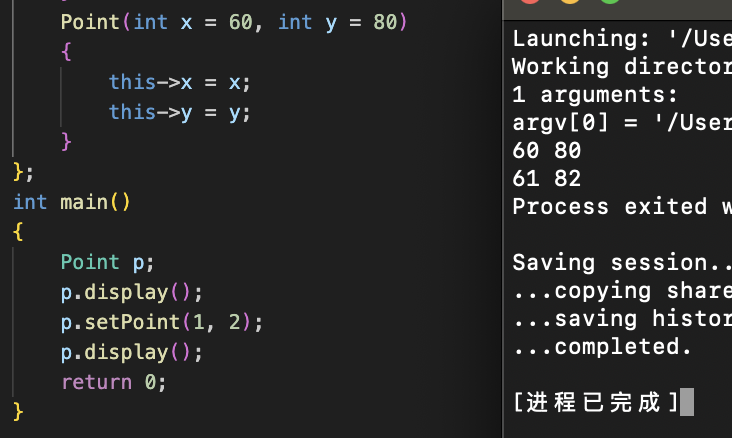 Point(int x = 60, int y = 80)
{
this->x = x;
this->y = y;
}
};
int main()
{
Point p;
p.display();
p.setPoint(1, 2);
p.display();
return 0;
}
Launching: '/Use
Working director
1 arguments:
argv[0] = '/User
60 80
61 82
Process exited w
Saving session..
...copying share
...saving histor
...completed.
[进程已完成]